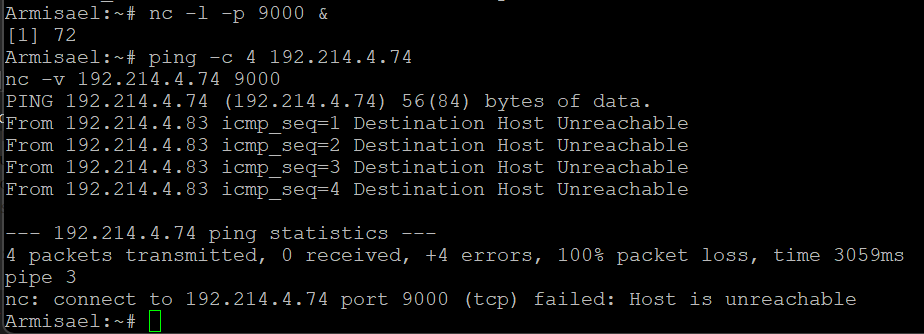 Armisael:~# nc -l -p 9000 &
[1] 72
Armisael:~# ping -c 4 192.214.4.74
nc -v 192.214.4.74 9000
PING 192.214.4.74 (192.214.4.74) 56(84) bytes of data.
From 192.214.4.83 icmp_seq=1 Destination Host Unreachable
From 192.214.4.83 icmp_seq=2 Destination Host Unreachable
From 192.214.4.83 icmp_seq=3 Destination Host Unreachable
From 192.214.4.83 icmp_seq=4 Destination Host Unreachable
--- 192.214.4.74 ping statistics ---
4 packets transmitted, 0 received, +4 errors, 100% packet loss, time 3059ms
pipe 3
nc: connect to 192.214.4.74 port 9000 (tcp) failed: Host is unreachable
Armisael:~#